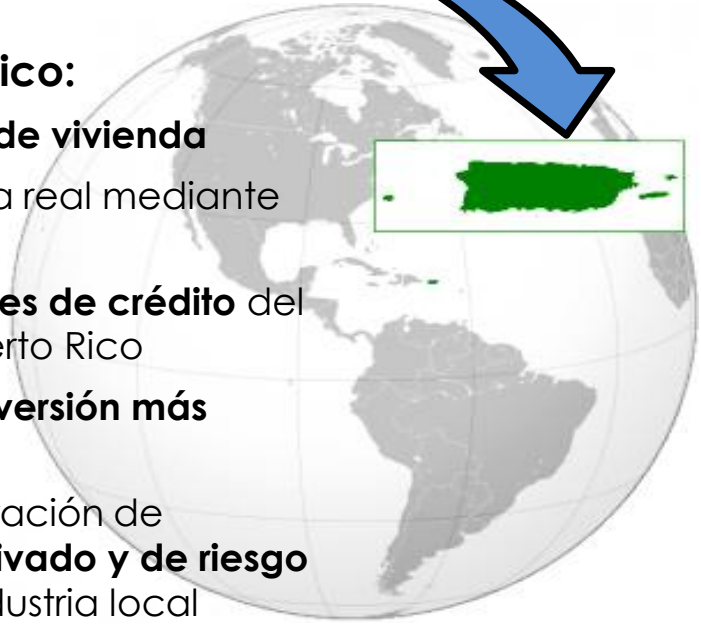 ico:
de vivienda
a real mediante
es de crédito del
erto Rico
versión más
ación de
ivado y de riesgo
dustria local